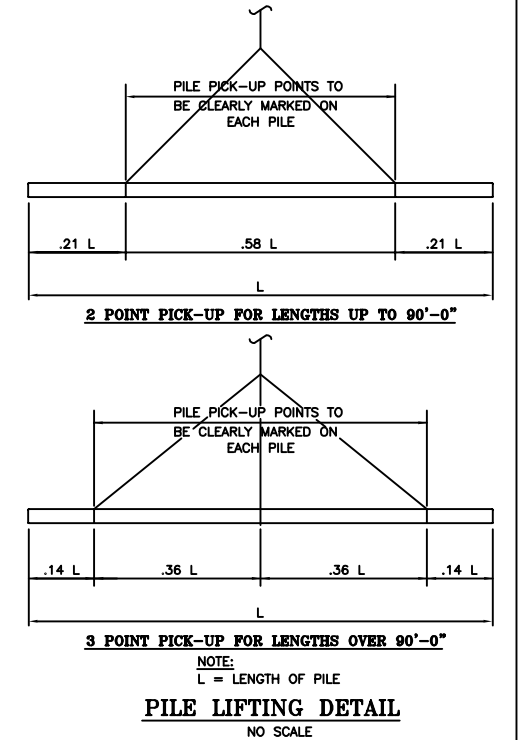 PILE PICK-UP POINTS TO
BE CLEARLY MARKED ON
EACH PILE
.21 L
.58 L
.21 L
L
2 POINT PICK-UP FOR LENGTHS UP TO 90'-0"
PILE PICK-UP POINTS TO
BE CLEARLY MARKED ON
EACH PILE
.14 L
.36 L
.36 L
.14 L
L
3 POINT PICK-UP FOR LENGTHS OVER 90'-0"
NOTE:
L = LENGTH OF PILE
PILE LIFTING DETAIL
NO SCALE